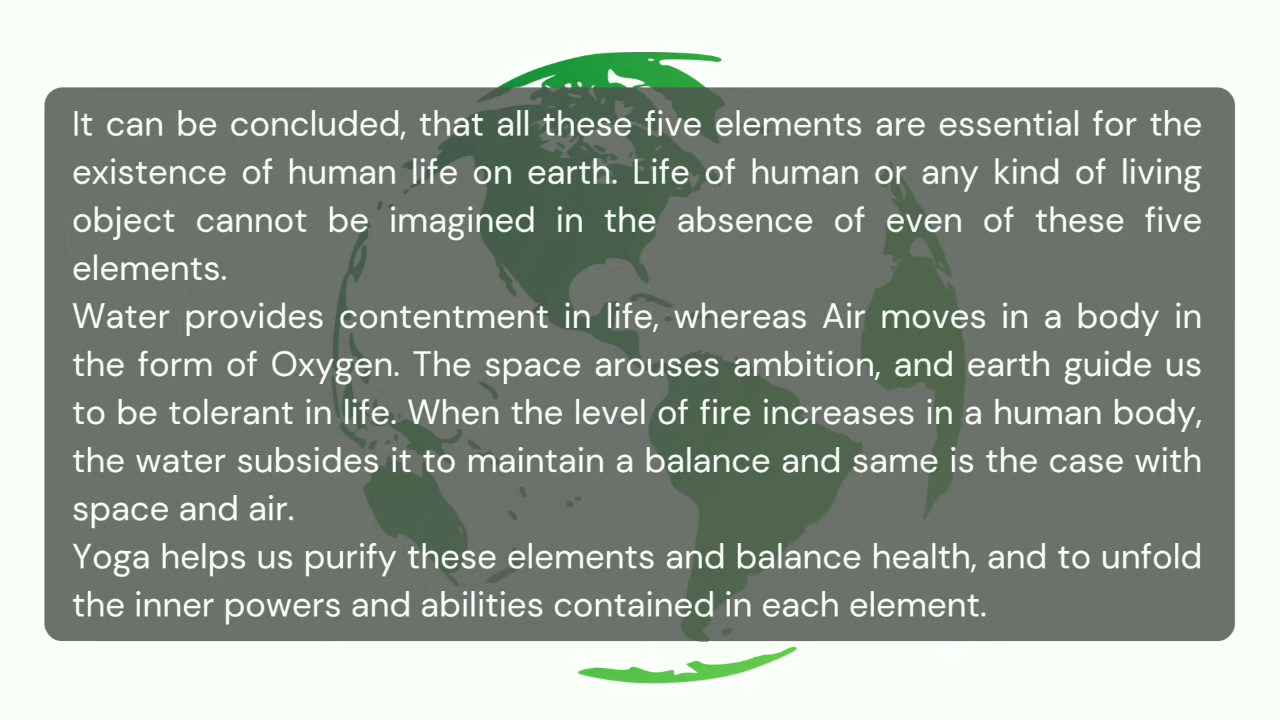 It can be concluded, that all these five elements are essential for the
existence of human life on earth. Life of human or any kind of living
object cannot be imagined in the absence of even of these five
elements.
Water provides contentment in life, whereas Air moves in a body in
the form of Oxygen. The space arouses ambition, and earth guide us
to be tolerant in life. When the level of fire increases in a human body,
the water subsides it to maintain a balance and same is the case with
space and air.
Yoga helps us purify these elements and balance health, and to unfold
the inner powers and abilities contained in each element.